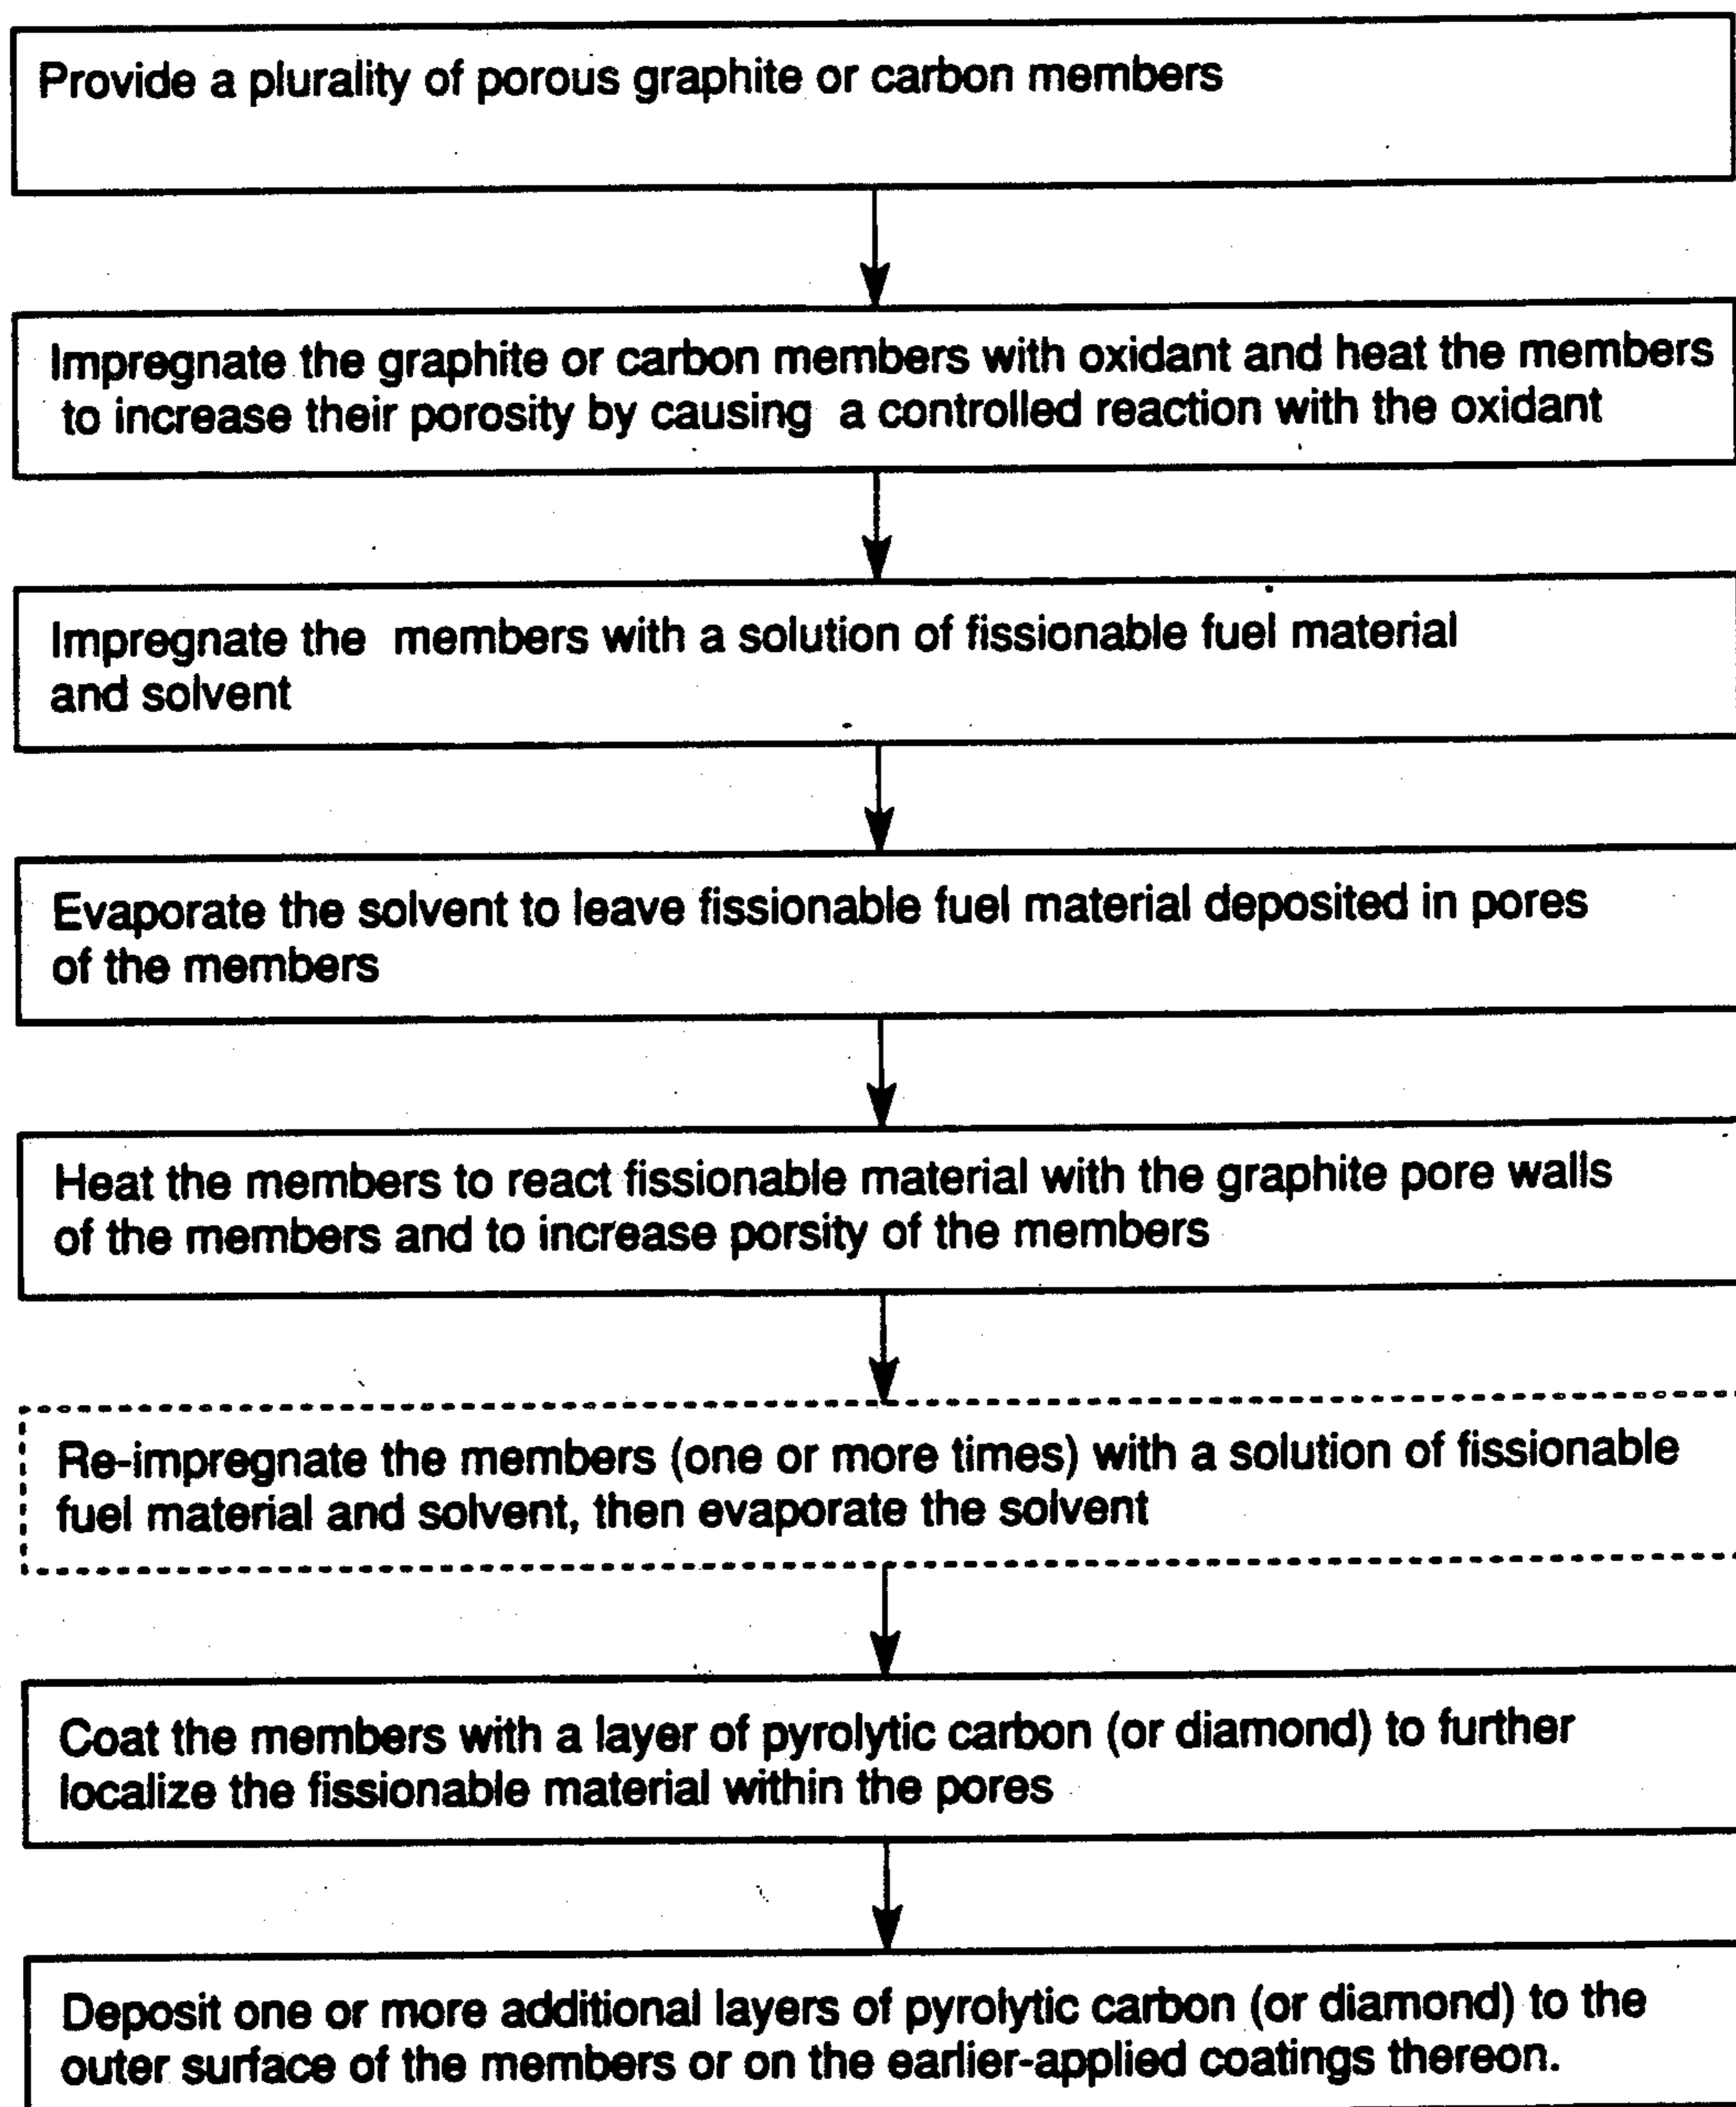 Provide a plurality of porous graphite or carbon members
Impregnate the graphite or carbon members with oxidant and heat the members
to increase their porosity by causing a controlled reaction with the oxidant
Impregnate the members with a solution of fissionable fuel material
and solvent
Evaporate the solvent to leave fissionable fuel material deposited in pores
of the members
Heat the members to react fissionable material with the graphite pore walls
of the members and to increase porsity of the members
Re-impregnate the members (one or more times) with a solution of fissionable
fuel material and solvent, then evaporate the solvent
Coat the members with a layer of pyrolytic carbon (or diamond) to further
localize the fissionable material within the pores
Deposit one or more additional layers of pyrolytic carbon (or diamond) to the
outer surface of the members or on the earlier-applied coatings thereon.